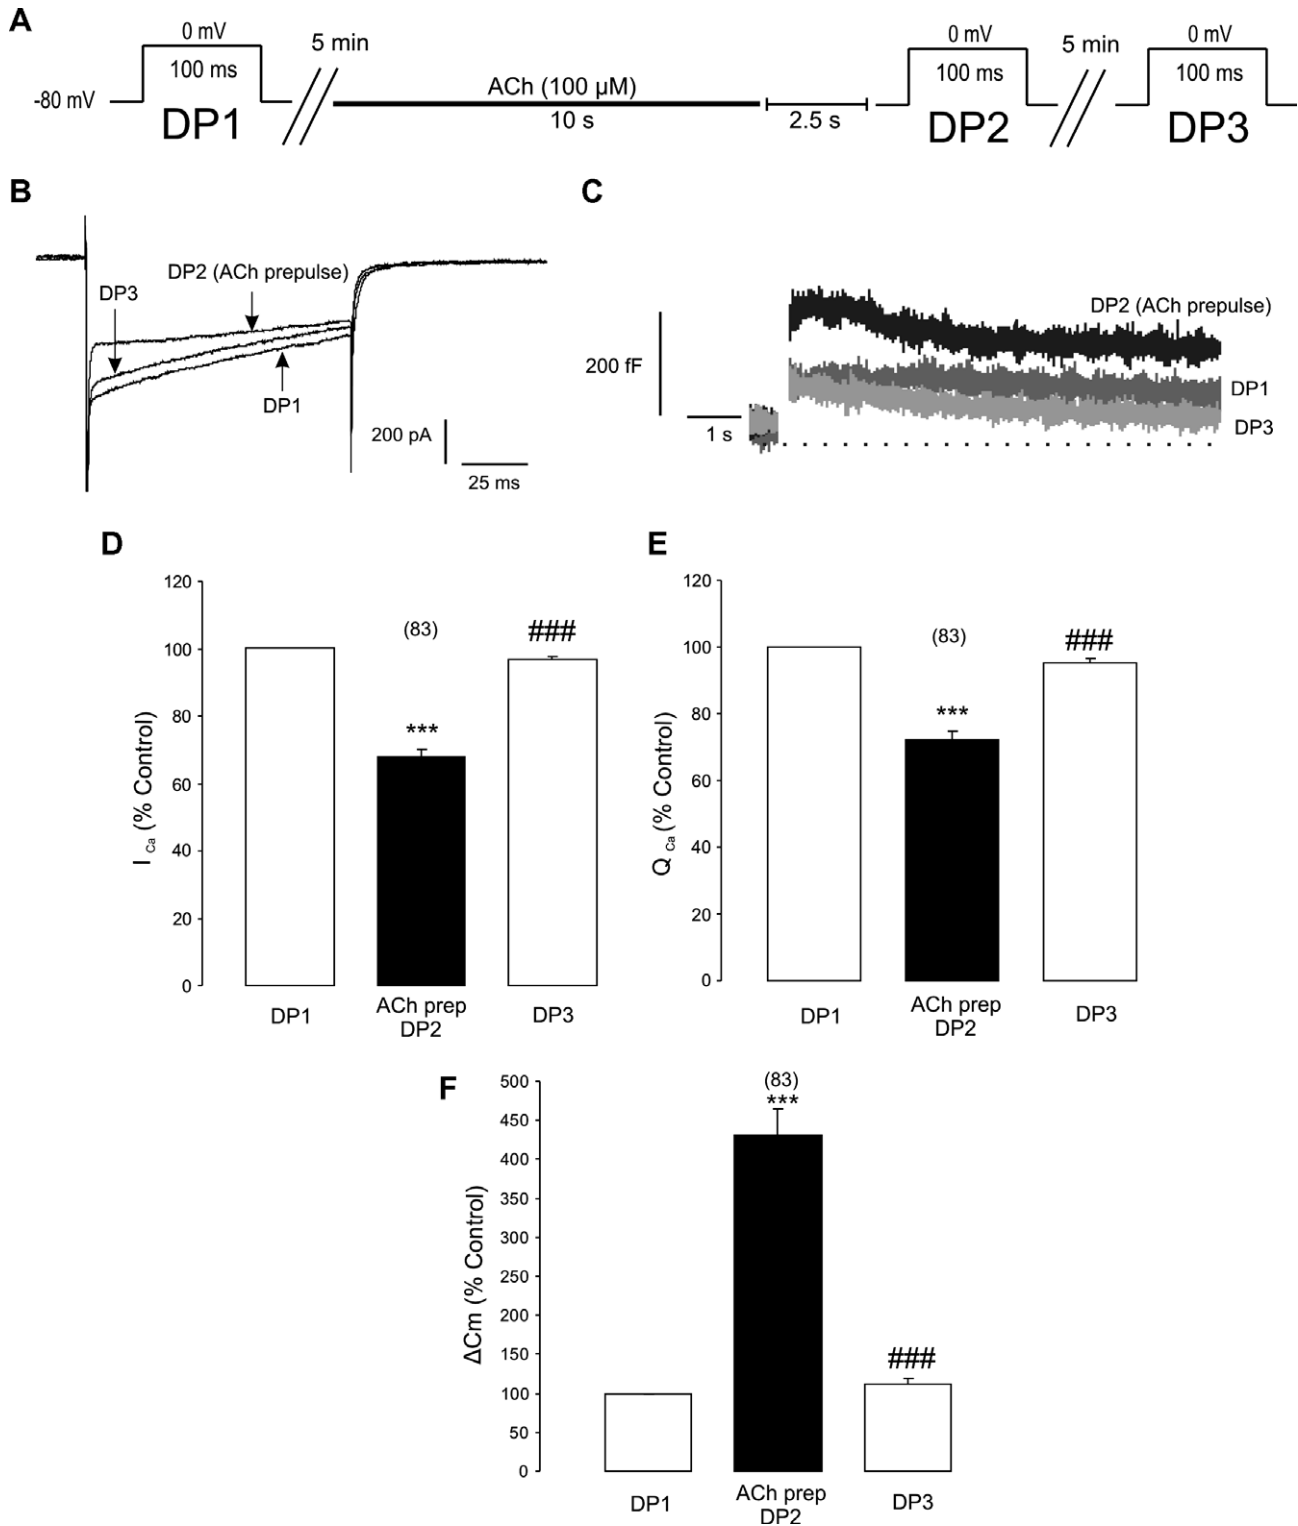 A
0 mV
5 min
100 ms
-80 mV
DP1
ACh (100 µM)
10 s
2.5 s
0 mV
5 min
100 ms
DP2
0 mV
100 ms
DP3
B
DP2 (ACh prepulse)
DP3
DP1
200 pA
25 ms
C
DP2 (ACh prepulse)
200 fF
DP1
1 s
DP3
D
120
100
80
60
40
20
0
I Ca (% Control)
(83)
***
###
DP1
ACh prep
DP2
DP3
E
120
100
80
60
40
20
0
Q Ca (% Control)
(83)
***
###
DP1
ACh prep
DP2
DP3
F
500
450
400
350
300
250
200
150
100
50
0
ΔCm (% Control)
(83)
***
###
DP1
ACh prep
DP2
DP3